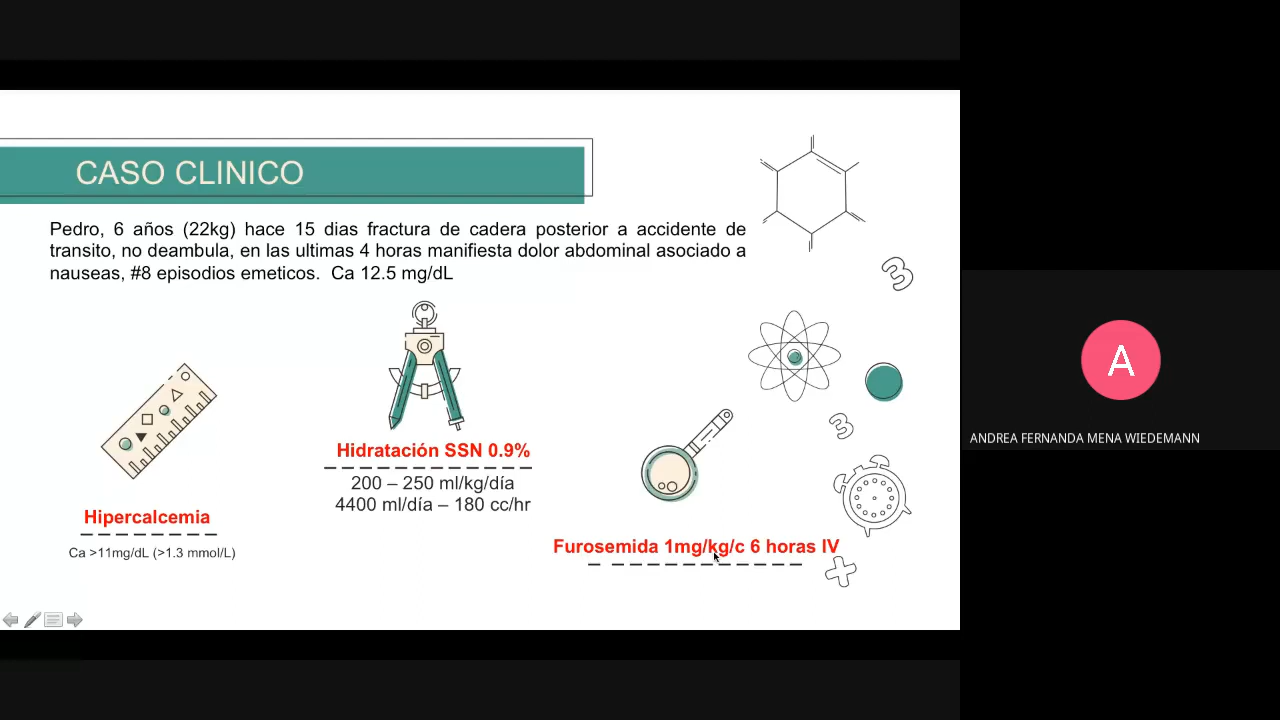 CASO CLINICO
Pedro, 6 años (22kg) hace 15 dias fractura de cadera posterior a accidente de
transito, no deambula, en las ultimas 4 horas manifiesta dolor abdominal asociado a
nauseas, #8 episodios emeticos. Ca 12.5 mg/dL
3
3
Hidratación SSN 0.9%
200 – 250 ml/kg/día
4400 ml/día – 180 cc/hr
Hipercalcemia
Ca >11mg/dL (>1.3 mmol/L)
Furosemida 1mg/kg/c 6 horas IV
A
ANDREA FERNANDA MENA WIEDEMANN